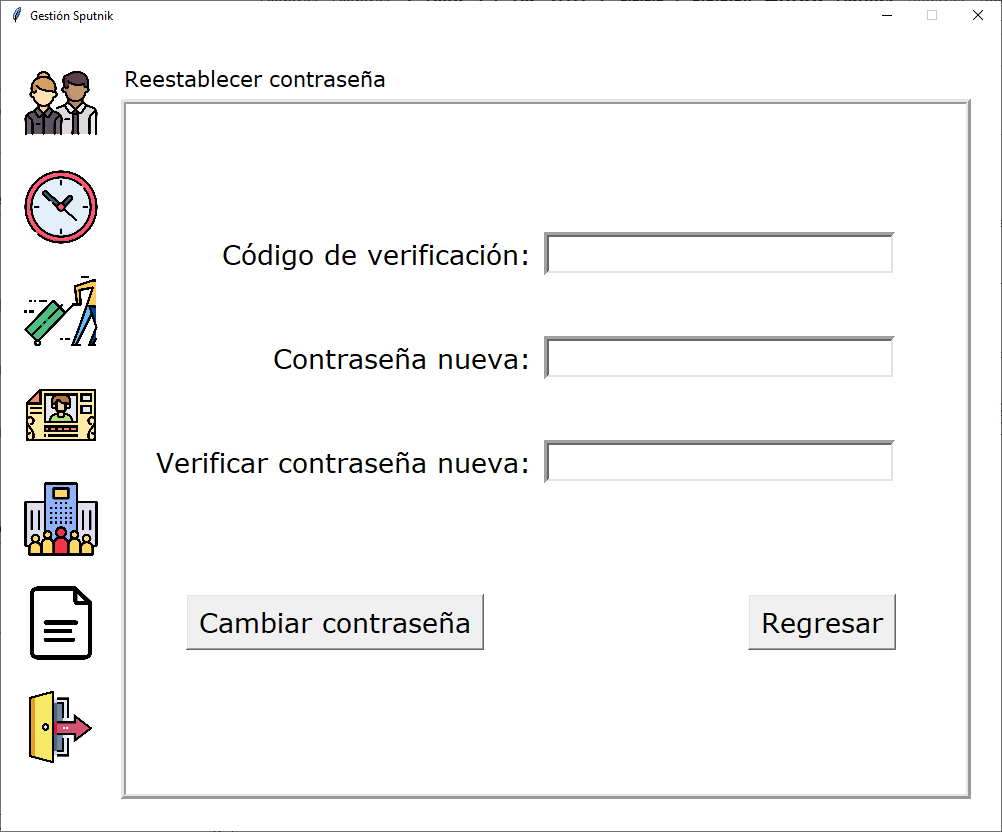 Gestión Sputnik
Reestablecer contraseña
Código de verificación:
Contraseña nueva:
Verificar contraseña nueva:
Cambiar contraseña
Regresar